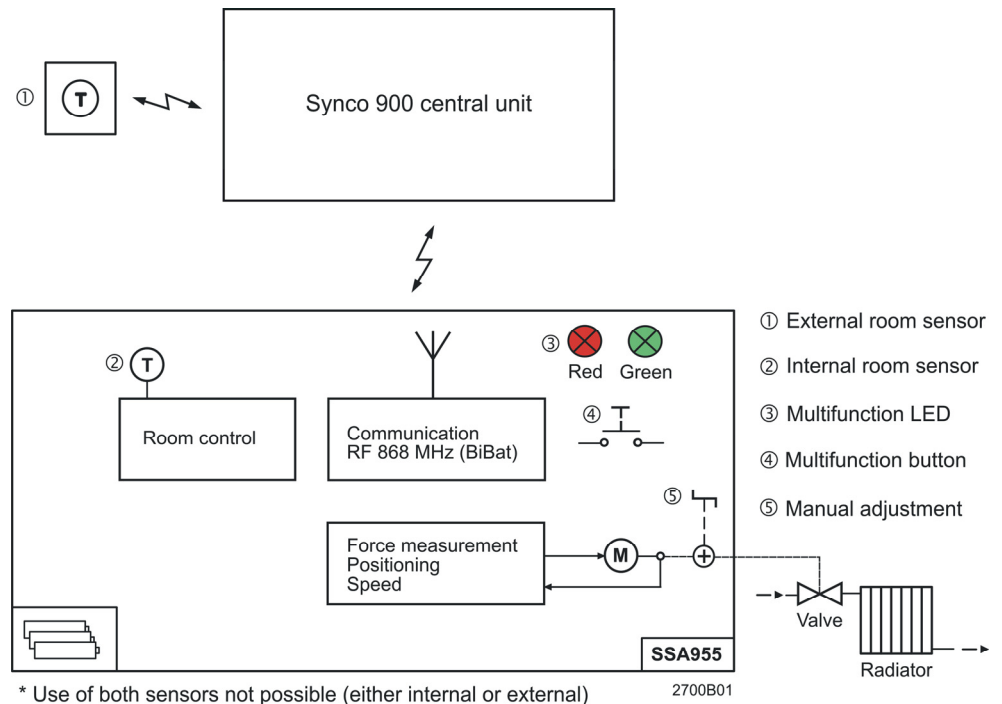 Synco 900 central unit
① T
① External room sensor
② Internal room sensor
③ Multifunction LED
④ Multifunction button
⑤ Manual adjustment
② T
③
Red Green
Room control
Communication
RF 868 MHz (BiBat)
④
⑤
Force measurement
Positioning
Speed
M
Valve
Radiator
SSA955
* Use of both sensors not possible (either internal or external)
2700B01